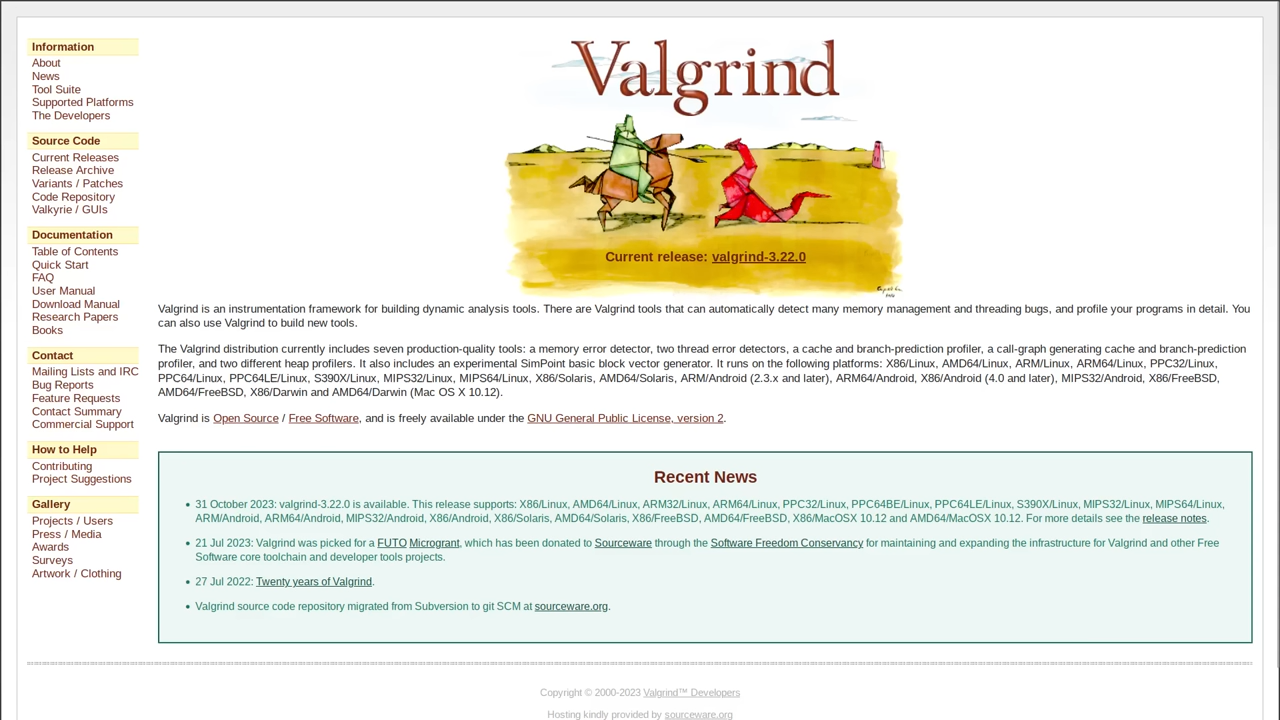 Information
About
News
Tool Suite
Supported Platforms
The Developers
Source Code
Current Releases
Release Archive
Variants / Patches
Code Repository
Valkyrie / GUIs
Documentation
Table of Contents
Quick Start
FAQ
User Manual
Download Manual
Research Papers
Books
Contact
Mailing Lists and IRC
Bug Reports
Feature Requests
Contact Summary
Commercial Support
How to Help
Contributing
Project Suggestions
Gallery
Projects / Users
Press / Media
Awards
Surveys
Artwork / Clothing
Valgrind
Current release: valgrind-3.22.0
Valgrind is an instrumentation framework for building dynamic analysis tools. There are Valgrind tools that can automatically detect many memory management and threading bugs, and profile your programs in detail. You
can also use Valgrind to build new tools.
The Valgrind distribution currently includes seven production-quality tools: a memory error detector, two thread error detectors, a cache and branch-prediction profiler, a call-graph generating cache and branch-prediction
profiler, and two different heap profilers. It also includes an experimental SimPoint basic block vector generator. It runs on the following platforms: X86/Linux, AMD64/Linux, ARM/Linux, ARM64/Linux, PPC32/Linux,
PPC64/Linux, PPC64LE/Linux, S390X/Linux, MIPS32/Linux, MIPS64/Linux, X86/Solaris, AMD64/Solaris, ARM/Android (2.3.x and later), ARM64/Android, X86/Android (4.0 and later), MIPS32/Android, X86/FreeBSD,
AMD64/FreeBSD, X86/Darwin and AMD64/Darwin (Mac OS X 10.12).
Valgrind is Open Source / Free Software, and is freely available under the GNU General Public License, version 2.
Recent News
• 31 October 2023: valgrind-3.22.0 is available. This release supports: X86/Linux, AMD64/Linux, ARM32/Linux, ARM64/Linux, PPC32/Linux, PPC64BE/Linux, PPC64LE/Linux, S390X/Linux, MIPS32/Linux, MIPS64/Linux,
ARM/Android, ARM64/Android, MIPS32/Android, X86/Android, X86/Solaris, AMD64/Solaris, X86/FreeBSD, AMD64/FreeBSD, X86/MacOSX 10.12 and AMD64/MacOSX 10.12. For more details see the release notes.
• 21 Jul 2023: Valgrind was picked for a FUTO Microgrant, which has been donated to Sourceware through the Software Freedom Conservancy for maintaining and expanding the infrastructure for Valgrind and other Free
Software core toolchain and developer tools projects.
• 27 Jul 2022: Twenty years of Valgrind.
• Valgrind source code repository migrated from Subversion to git SCM at sourceware.org.
Copyright © 2000-2023 Valgrind™ Developers
Hosting kindly provided by sourceware.org